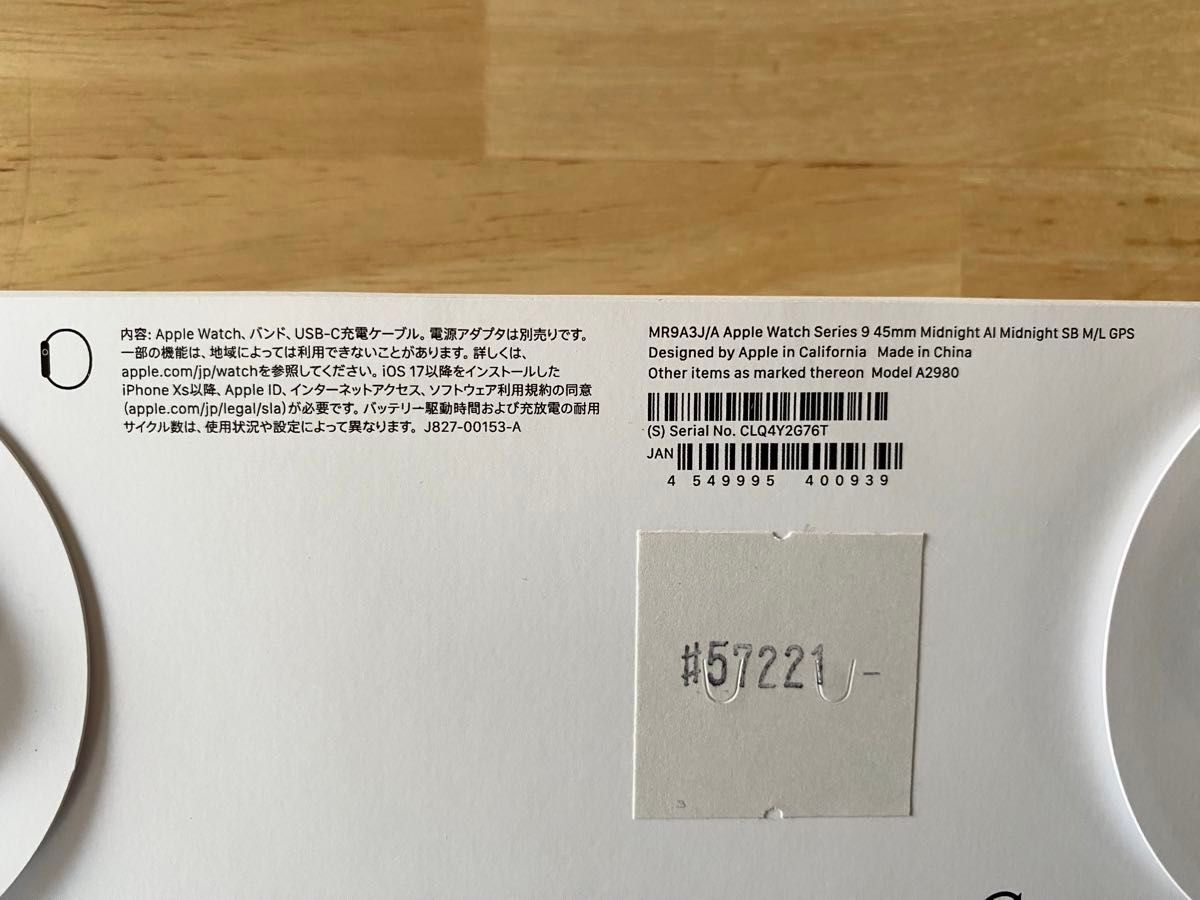 内容: Apple Watch、バンド、USB-C充電ケーブル。電源アダプタは別売りです。
一部の機能は、地域によっては利用できないことがあります。詳しくは、
apple.com/jp/watchを参照してください。iOS 17以降をインストールした
iPhone Xs以降、Apple ID、インターネットアクセス、ソフトウェア利用規約の同意
(apple.com/jp/legal/sla)が必要です。バッテリー駆動時間および充放電の耐用
サイクル数は、使用状況や設定によって異なります。 J827-00153-A
MR9A3J/A Apple Watch Series 9 45mm Midnight Al Midnight SB M/L GPS
Designed by Apple in California Made in China
Other items as marked thereon Model A2980
(S) Serial No. CLQ4Y2G76T
JAN
4 549995 400939
#57221 –
3